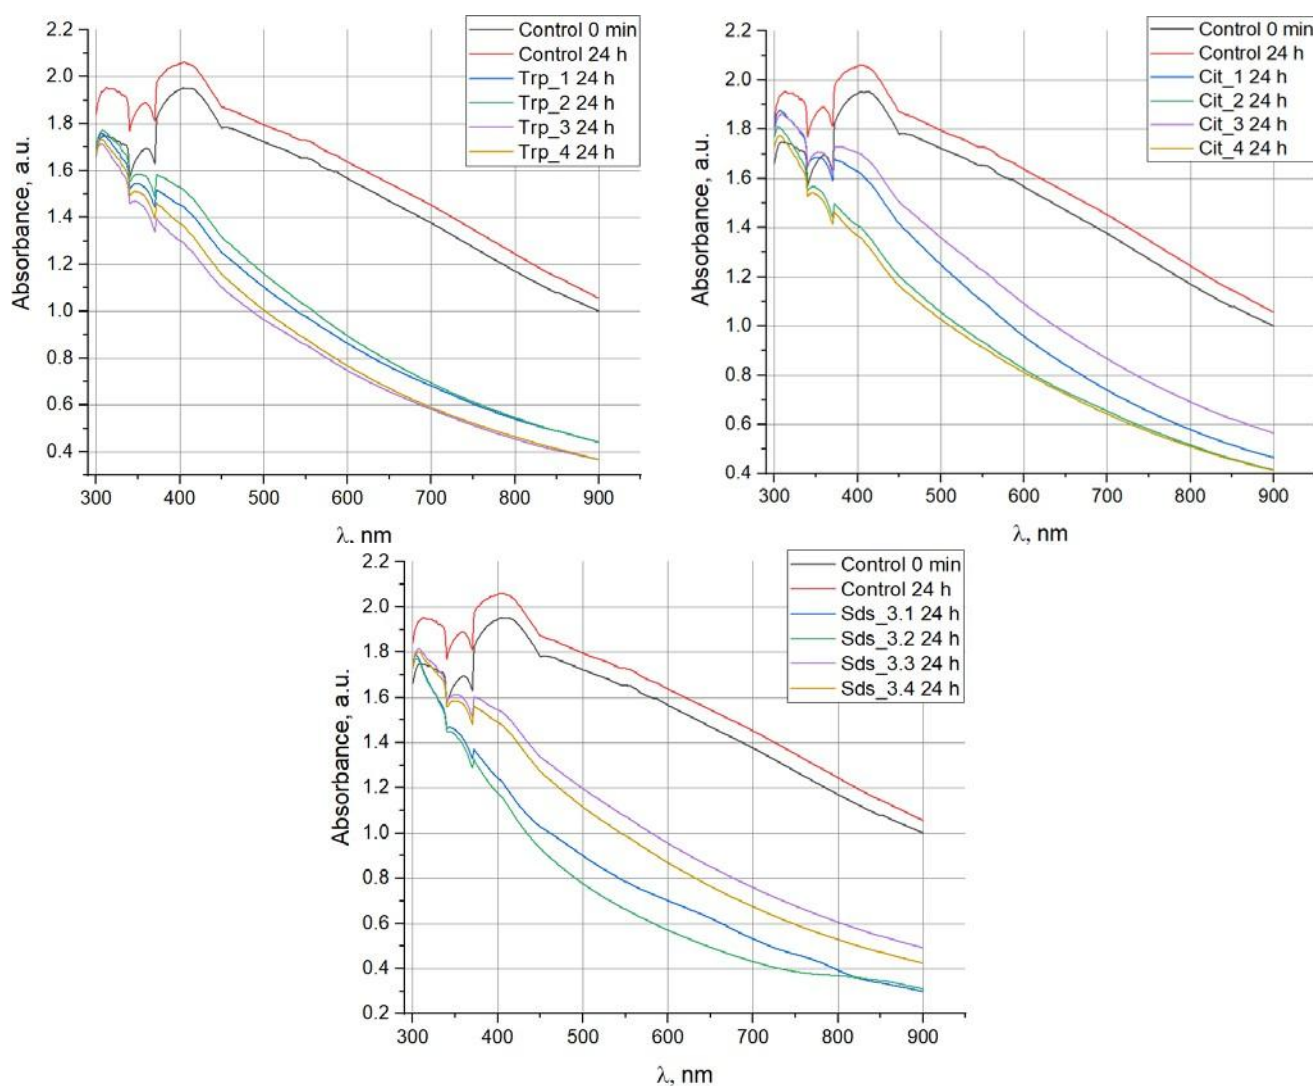 Control 0 min
Control 24 h
Trp_1 24 h
Trp_2 24 h
Trp_3 24 h
Trp_4 24 h
Absorbance, a.u.
2.2
2.0
1.8
1.6
1.4
1.2
1.0
0.8
0.6
0.4
300 400 500 600 700 800 900
λ, nm
Control 0 min
Control 24 h
Cit_1 24 h
Cit_2 24 h
Cit_3 24 h
Cit_4 24 h
Absorbance, a.u.
2.2
2.0
1.8
1.6
1.4
1.2
1.0
0.8
0.6
0.4
300 400 500 600 700 800 900
λ, nm
Control 0 min
Control 24 h
Sds_3.1 24 h
Sds_3.2 24 h
Sds_3.3 24 h
Sds_3.4 24 h
Absorbance, a.u.
2.2
2.0
1.8
1.6
1.4
1.2
1.0
0.8
0.6
0.4
0.2
300 400 500 600 700 800 900
λ, nm